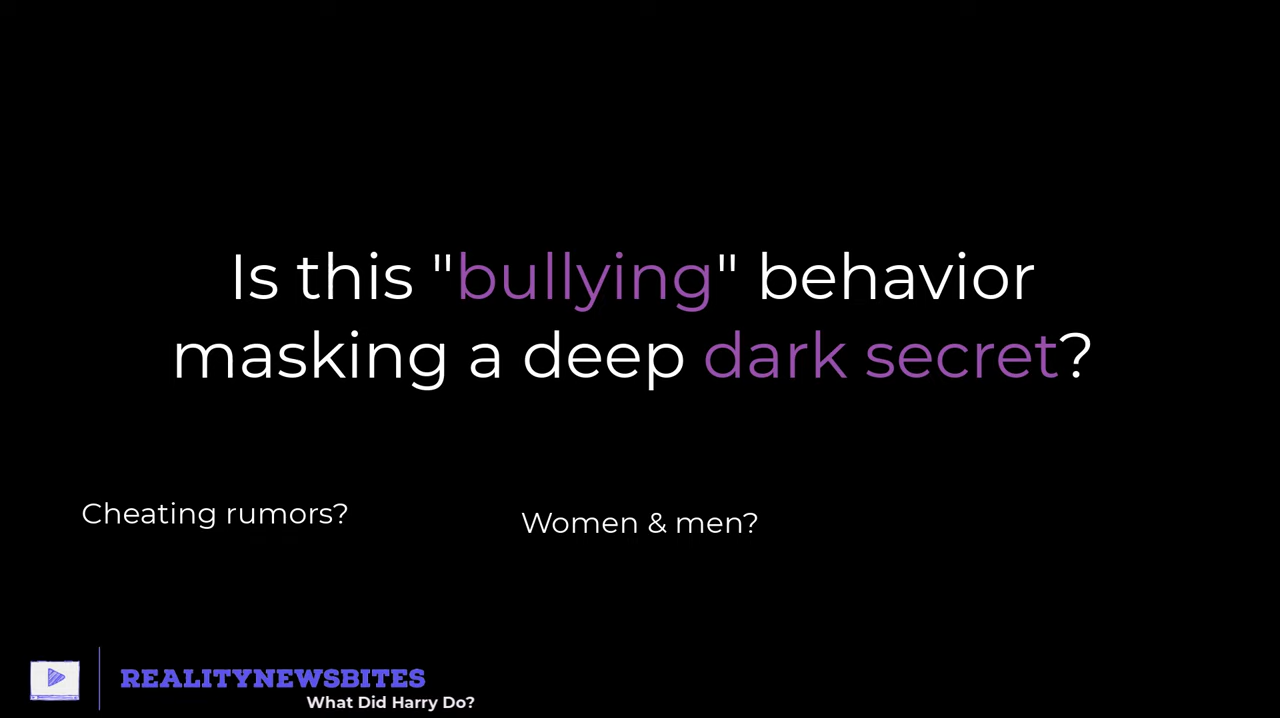 Is this "bullying" behavior
masking a deep dark secret?
Cheating rumors?
Women & men?
REALITYNEWSBITES
What Did Harry Do?